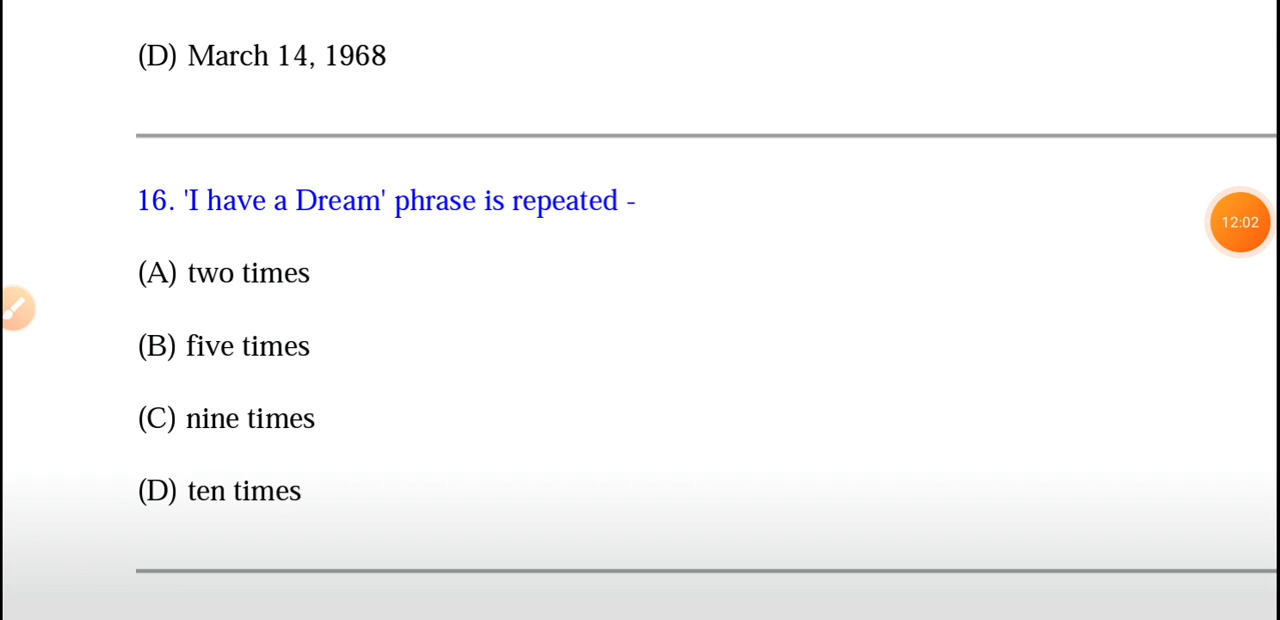 (D) March 14, 1968
16. 'I have a Dream' phrase is repeated -
12:02
(A) two times
(B) five times
(C) nine times
(D) ten times